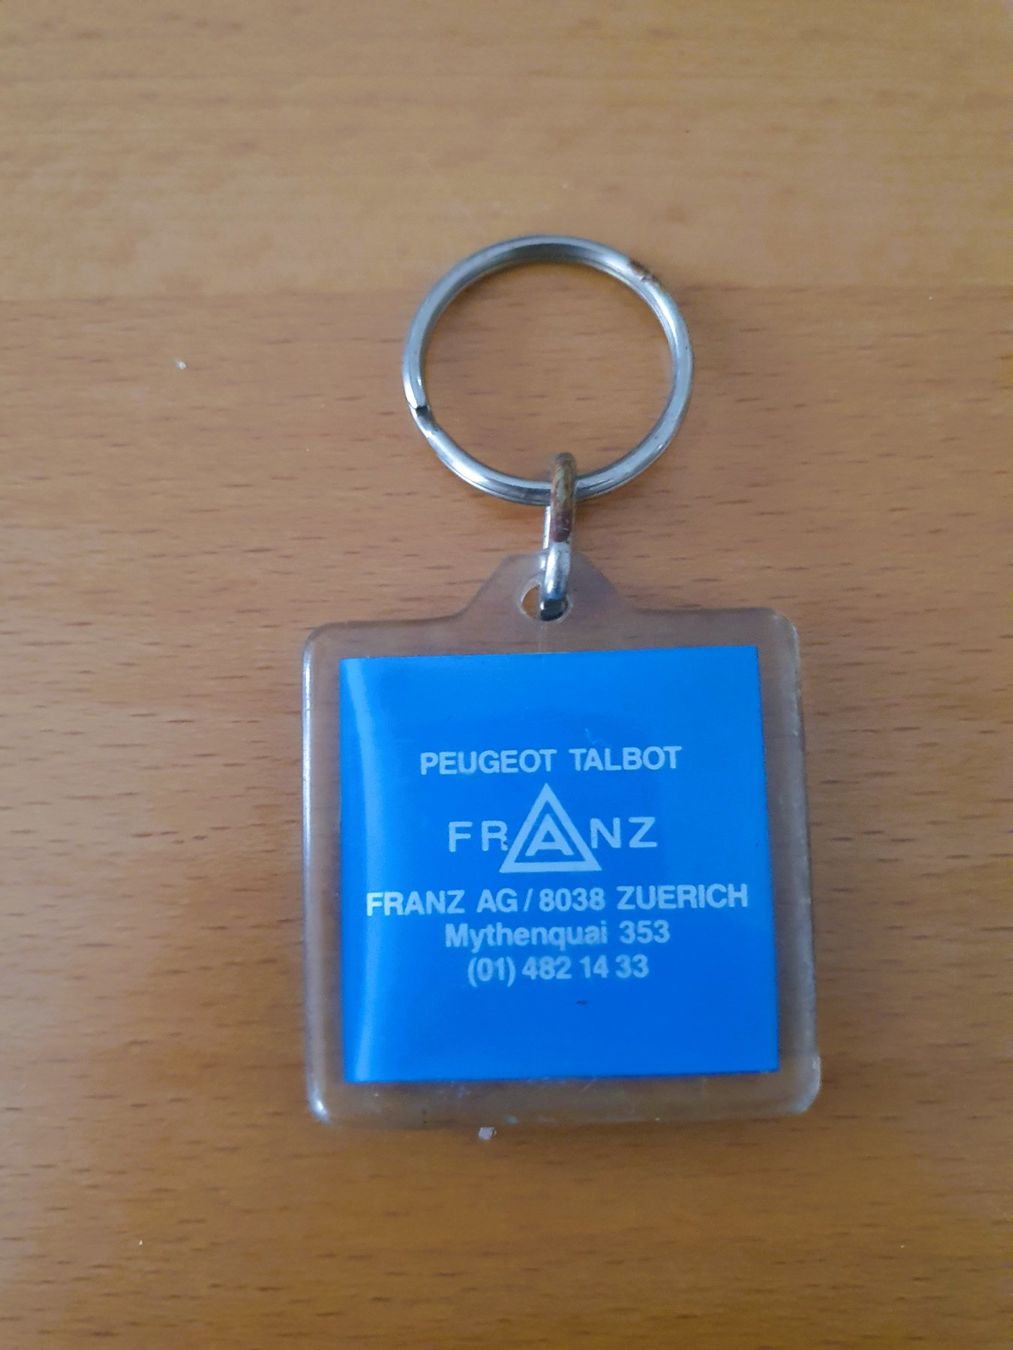 PEUGEOT TALBOT
FRANZ
FRANZ AG / 8038 ZUERICH
Mythenquai 353
(01) 482 14 33